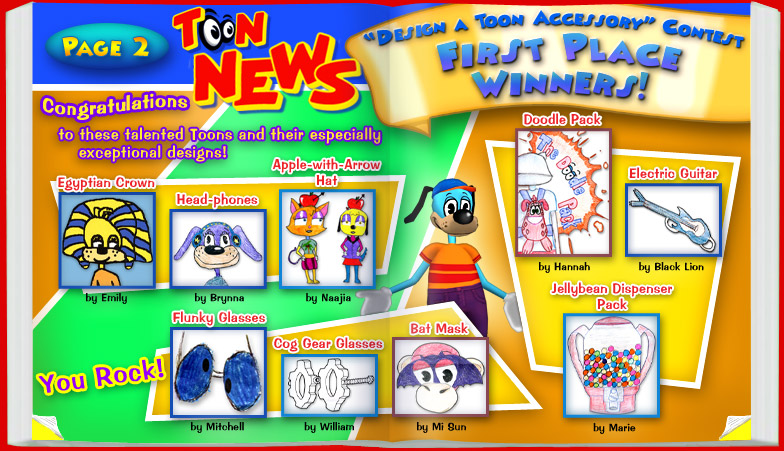 PAGE 2
TOON
NEWS
Congratulations
to these talented Toons and their especially
exceptional designs!
"DESIGN A TOON ACCESSORY" CONTEST
FIRST PLACE
WINNERS!
Egyptian Crown
by Emily
Head-phones
by Brynna
Apple-with-Arrow
Hat
by Naajia
Flunky Glasses
by Mitchell
Cog Gear Glasses
by William
Bat Mask
by Mi Sun
You Rock!
Doodle Pack
The
Doodle
Pack
by Hannah
Electric Guitar
by Black Lion
Jellybean Dispenser
Pack
by Marie